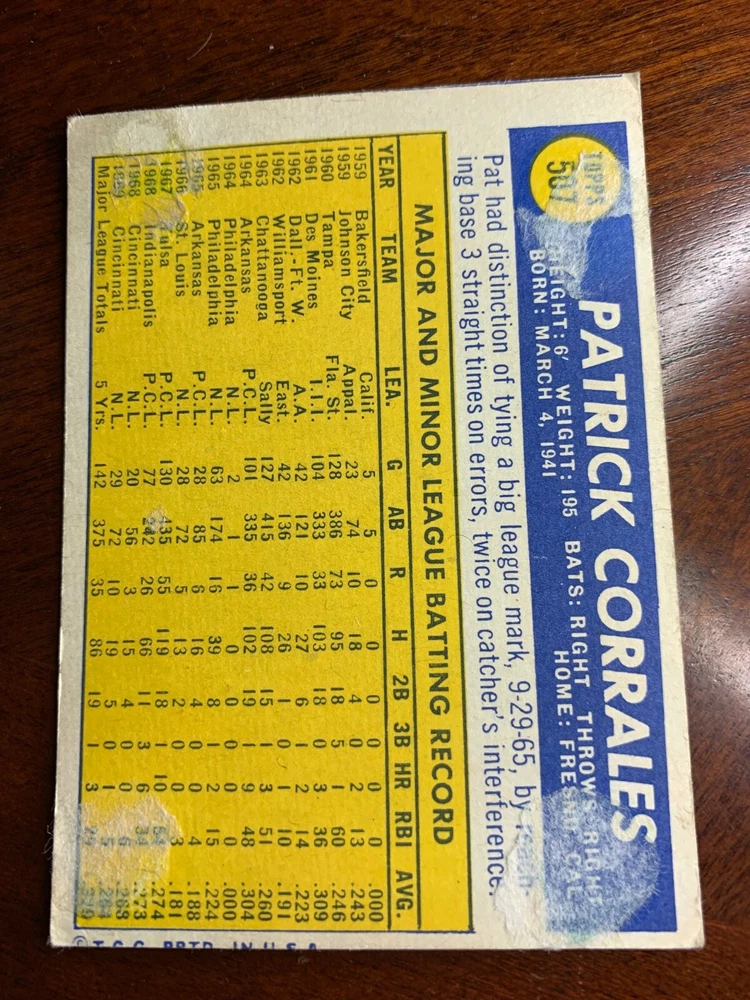 TOPPS
587
PATRICK CORRALES
HEIGHT: 6' WEIGHT: 195 BATS: RIGHT THROWS: RIGHT
BORN: MARCH 4, 1941 HOME: FRESNO, CAL.
Pat had distinction of tying a big league mark, 9-29-65, by reach-
ing base 3 straight times on errors, twice on catcher's interference.
MAJOR AND MINOR LEAGUE BATTING RECORD
YEAR TEAM LEA. G AB R H 2B 3B HR RBI AVG.
1959 Bakersfield Calif. 5 5 0 0 0 0 0 0 .000
1959 Johnson City Appal. 23 74 10 18 4 0 2 13 .243
1960 Tampa Fla. St. 128 386 73 95 18 5 1 60 .246
1961 Des Moines I.I.I. 104 333 33 103 18 0 3 36 .309
1962 Dall.-Ft. W. A.A. 42 121 10 27 6 1 2 14 .223
1962 Williamsport East. 42 136 9 26 1 0 1 10 .191
1963 Chattanooga Sally 127 415 42 108 15 1 3 51 .260
1964 Arkansas P.C.L. 101 335 36 102 19 1 9 48 .304
1964 Philadelphia N.L. 2 1 1 0 0 0 0 0 .000
1965 Philadelphia N.L. 63 174 16 39 8 1 2 15 .224
1965 Arkansas P.C.L. 28 85 6 16 4 0 0 4 .188
1966 St. Louis N.L. 28 72 5 13 2 0 0 3 .181
1967 Tulsa P.C.L. 130 435 55 119 18 1 10 54 .274
1968 Indianapolis P.C.L. 77 242 26 66 11 3 6 34 .273
1968 Cincinnati N.L. 20 56 3 15 4 0 0 6 .268
1969 Cincinnati N.L. 29 72 10 19 5 0 1 5 .264
Major League Totals 5 Yrs. 142 375 35 86 19 1 3 29 .229
© T.C.G. PRTD. IN U.S.A.